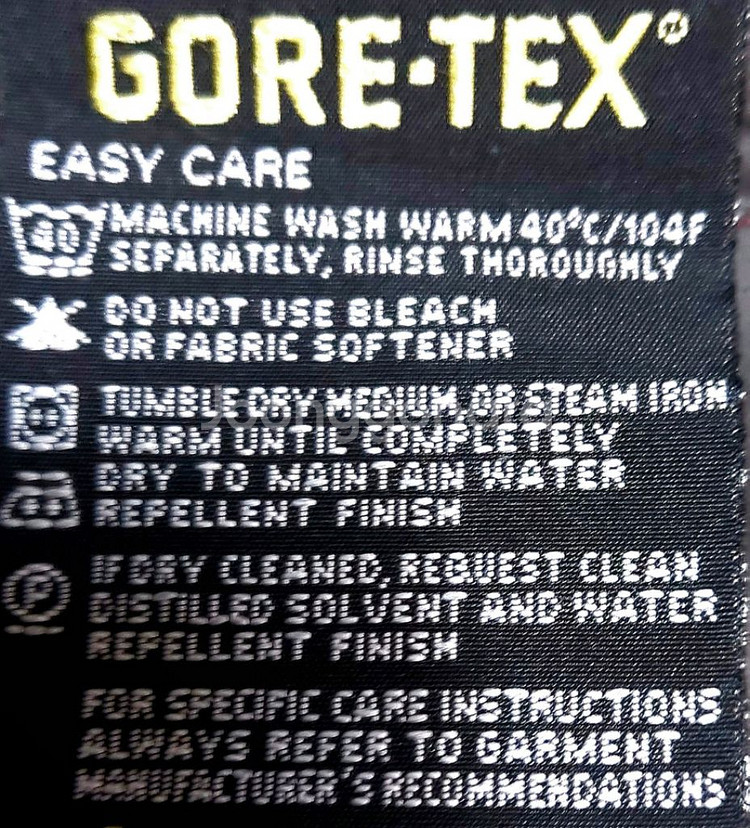 GORE-TEX®
EASY CARE
40 MACHINE WASH WARM 40°C/104F
SEPARATELY, RINSE THOROUGHLY
DO NOT USE BLEACH
OR FABRIC SOFTENER
TUMBLE DRY MEDIUM OR STEAM IRON
WARM UNTIL COMPLETELY
DRY TO MAINTAIN WATER
REPELLENT FINISH
P IF DRY CLEANED, REQUEST CLEAN
DISTILLED SOLVENT AND WATER
REPELLENT FINISH
FOR SPECIFIC CARE INSTRUCTIONS
ALWAYS REFER TO GARMENT
MANUFACTURER'S RECOMMENDATIONS